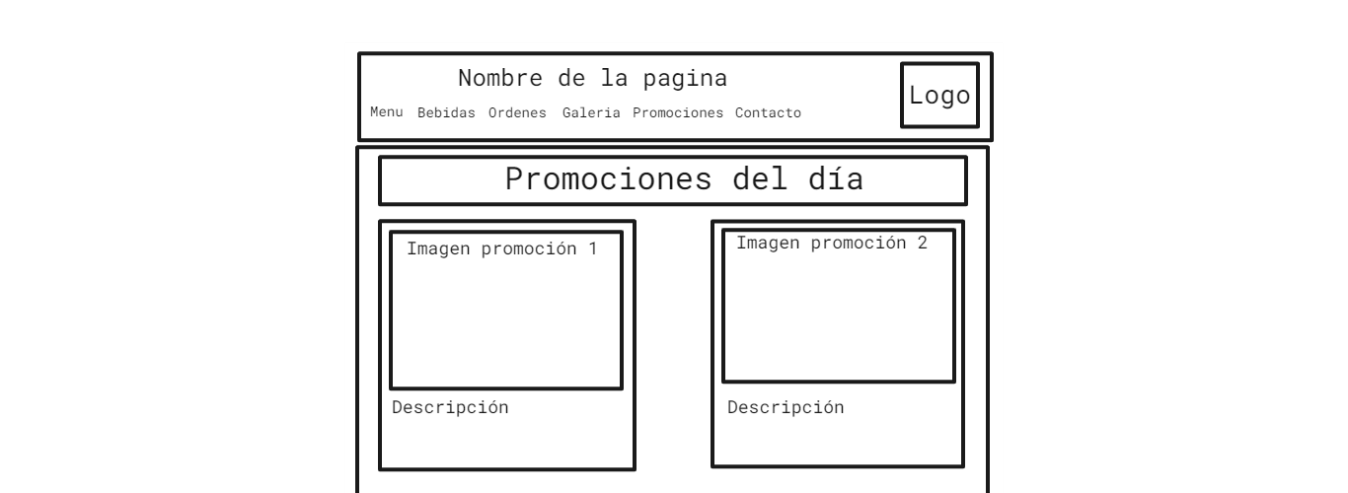 Nombre de la pagina
Logo
Menu Bebidas Ordenes Galeria Promociones Contacto
Promociones del día
Imagen promoción 1
Imagen promoción 2
Descripción
Descripción